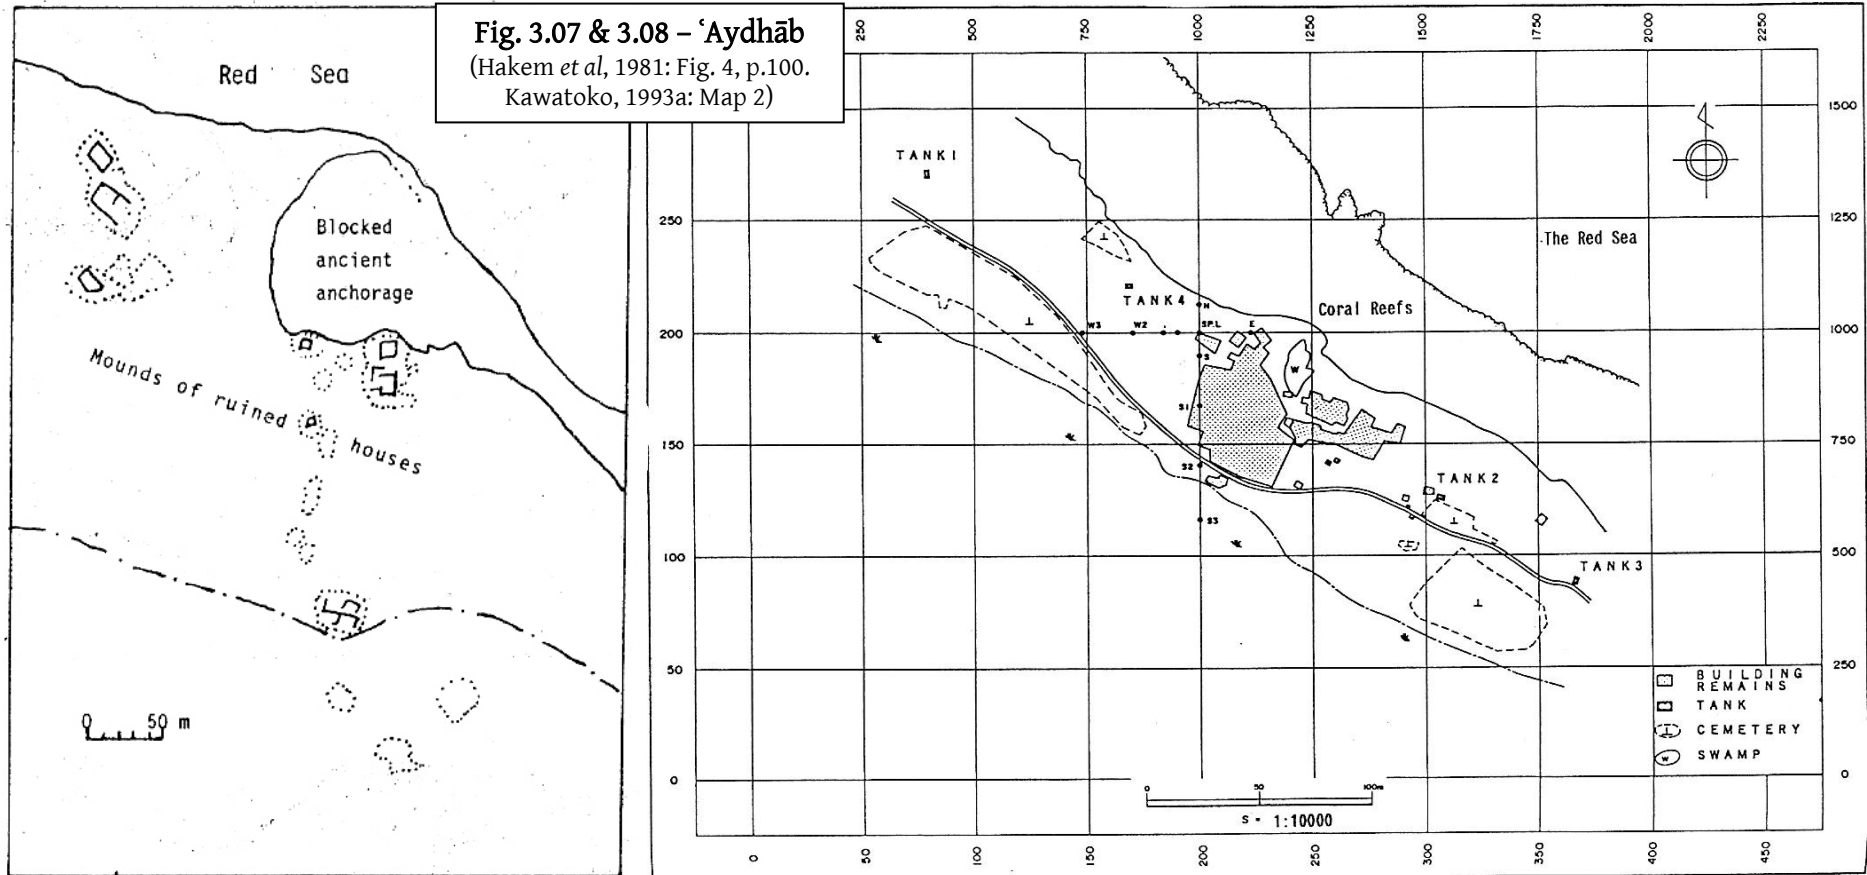 Fig. 3.07 & 3.08 – ʿAydhāb
(Hakem et al, 1981: Fig. 4, p.100.
Kawatoko, 1993a: Map 2)
Red Sea
Blocked
ancient
anchorage
Mounds of ruined houses
0 50 m
250 500 750 1000 1250 1500 1750 2000 2250
1500
TANK1
250
1250
The Red Sea
TANK4
N
Coral Reefs
200
W3 W2 SP.L E
1000
S
W
S1
150
750
S2
TANK2
S3
100
500
TANK3
50
250
BUILDING
REMAINS
TANK
CEMETERY
W SWAMP
0
0
0 50 100m
S = 1:10000
0 50 100 150 200 250 300 350 400 450